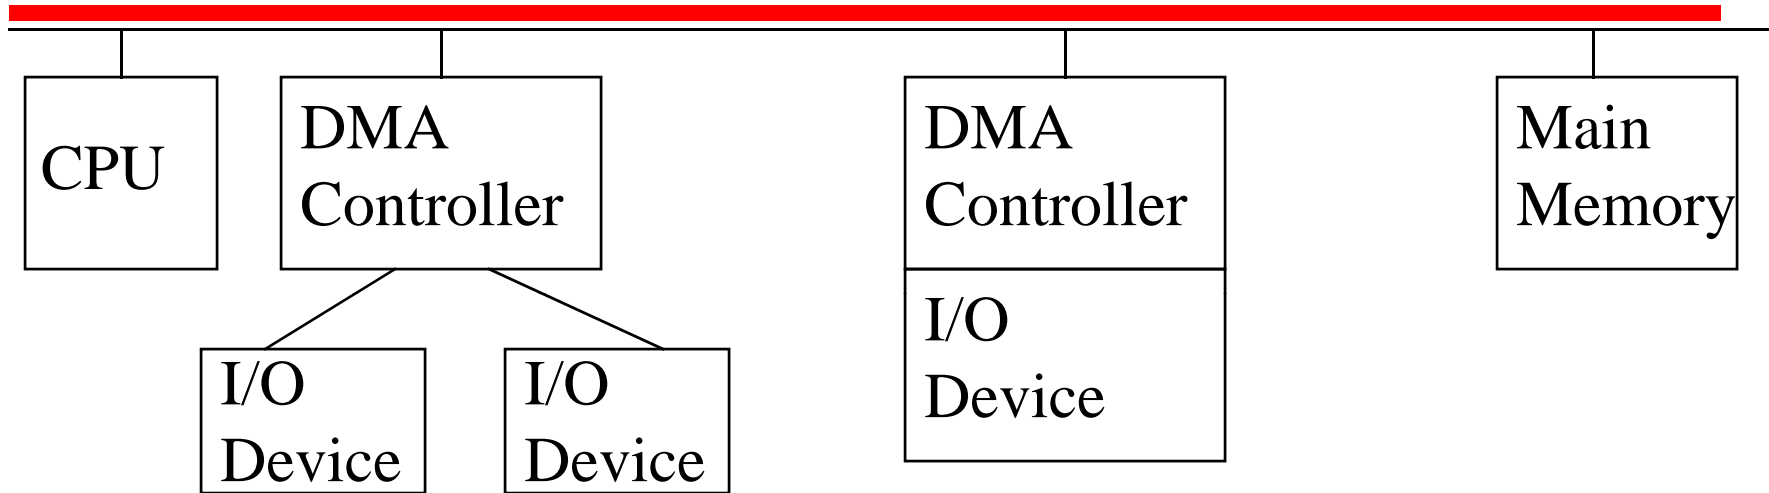 CPU
DMA
Controller
DMA
Controller
Main
Memory
I/O
Device
I/O
Device
I/O
Device